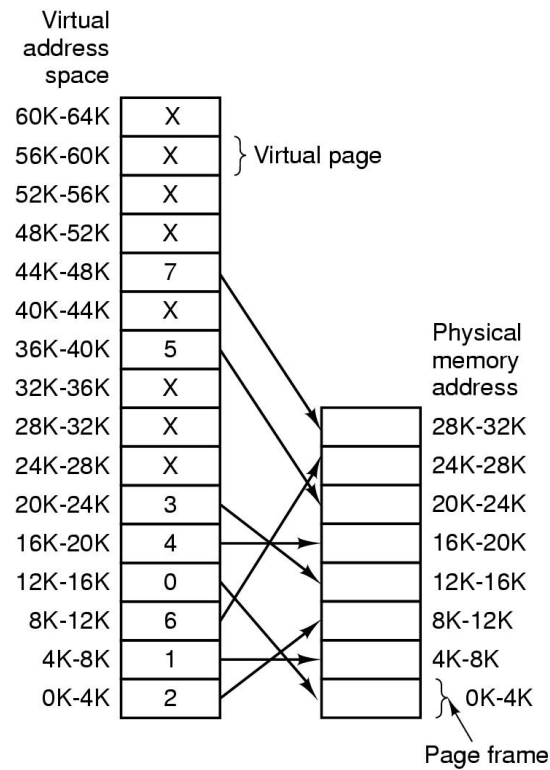 Virtual
address
space
60K-64K X
56K-60K X Virtual page
52K-56K X
48K-52K X
44K-48K 7
40K-44K X
36K-40K 5
32K-36K X
28K-32K X
24K-28K X
20K-24K 3
16K-20K 4
12K-16K 0
8K-12K 6
4K-8K 1
0K-4K 2
Physical
memory
address
28K-32K
24K-28K
20K-24K
16K-20K
12K-16K
8K-12K
4K-8K
0K-4K
Page frame